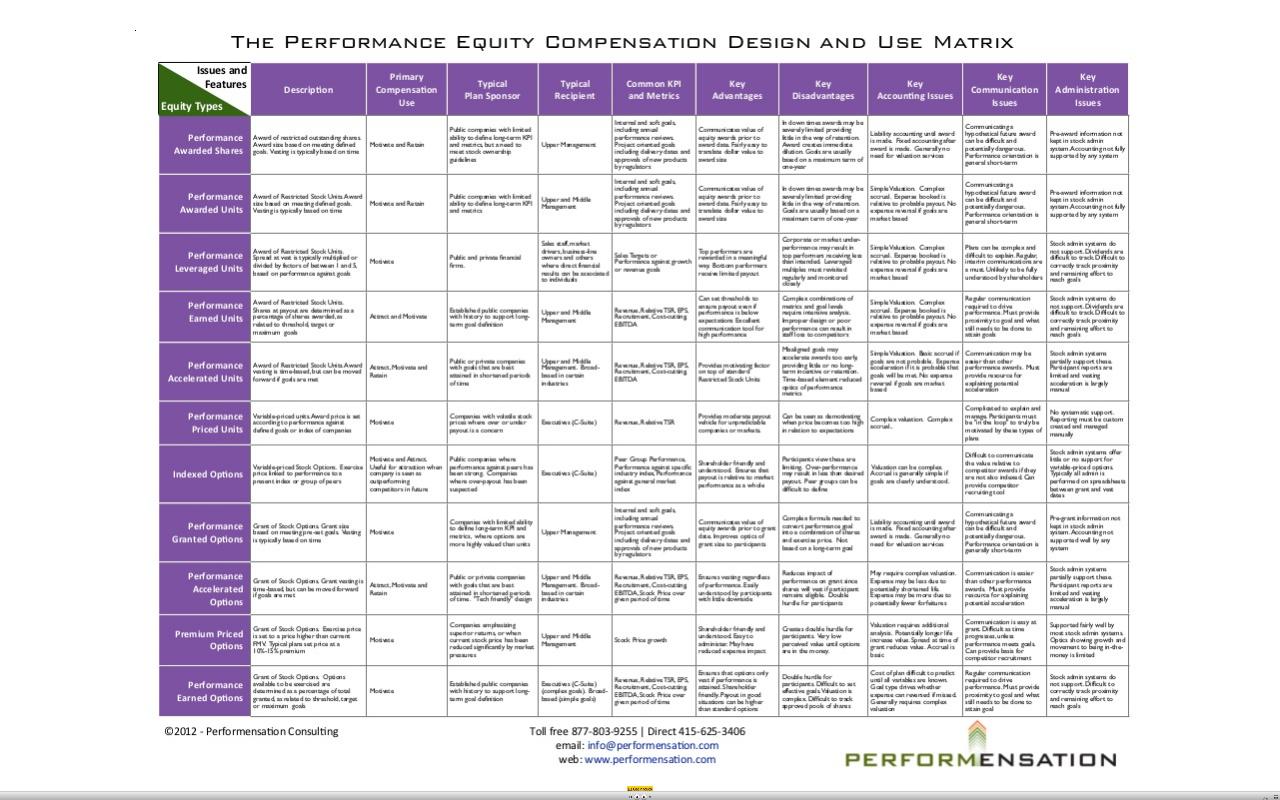 The Performance Equity Compensation Design and Use Matrix
Issues and
Features
Equity Types
Description
Primary
Compensation
Use
Typical
Plan Sponsor
Typical
Recipient
Common KPI
and Metrics
Key
Advantages
Key
Disadvantages
Key
Accounting Issues
Key
Communication
Issues
Key
Administration
Issues
Performance
Awarded Shares
Award of restricted outstanding shares.
Award size based on meeting defined
goals. Vesting is typically based on time
Motivate and Retain
Public companies with limited
ability to define long-term KPI
and metrics, but a need to
meet stock ownership
guidelines
Upper Management
Internal and soft goals,
including annual
performance reviews.
Project oriented goals
including delivery dates and
approvals of new products
by regulators
Communicates value of
equity awards prior to
award data. Fairly easy to
translate dollar value to
award size
In down times awards may be
severely limited providing
little in the way of retention.
Award creates immediate
dilution. Goals are usually
based on a maximum term of
one-year
Liability accounting until award
is made. Fixed accounting after
award is made. Generally no
need for valuation services
Communicating a
hypothetical future award
can be difficult and
potentially dangerous.
Performance orientation is
general short-term
Pre-award information not
kept in stock admin
system. Accounting not fully
supported by any system
Performance
Awarded Units
Award of Restricted Stock Units. Award
size based on meeting defined goals.
Vesting is typically based on time
Motivate and Retain
Public companies with limited
ability to define long-term KPI
and metrics
Upper and Middle
Management
Internal and soft goals,
including annual
performance reviews.
Project oriented goals
including delivery dates and
approvals of new products
by regulators
Communicates value of
equity awards prior to
award data. Fairly easy to
translate dollar value to
award size
In down times awards may be
severely limited providing
little in the way of retention.
Goals are usually based on a
maximum term of one-year
Simple Valuation. Complex
accrual. Expense booked is
relative to probable payout. No
expense reversal if goals are
market based
Communicating a
hypothetical future award
can be difficult and
potentially dangerous.
Performance orientation is
general short-term
Pre-award information not
kept in stock admin
system. Accounting not fully
supported by any system
Performance
Leveraged Units
Award of Restricted Stock Units.
Spread at vest is typically multiplied or
divided by factors of between 1 and 5,
based on performance against goals
Motivate
Public and private financial
firms.
Sales staff, market
drivers, business-line
owners and others
where direct financial
results can be associated
to individuals
Sales Targets or
Performance against growth
or revenue goals
Top performers are
rewarded in a meaningful
way. Bottom performers
receive limited payout
Corporate or market under-
performance may result in
top performers receiving less
than intended. Leveraged
multiples must revisited
regularly and monitored
closely
Simple Valuation. Complex
accrual. Expense booked is
relative to probable payout. No
expense reversal if goals are
market based
Plans can be complex and
difficult to explain. Regular,
interim communications are
a must. Unlikely to be fully
understood by shareholders
Stock admin systems do
not support. Dividends are
difficult to track. Difficult to
correctly track proximity
and remaining effort to
reach goals
Performance
Earned Units
Award of Restricted Stock Units.
Shares at payout are determined as a
percentage of shares awarded, as
related to threshold, target or
maximum goals
Attract and Motivate
Established public companies
with history to support long-
term goal definition
Upper and Middle
Management
Revenue, Relative TSR, EPS,
Recruitment, Cost-cutting
EBITDA
Can set thresholds to
ensure payout even if
performance is below
expectations Excellent
communication tool for
high performance
Complex combinations of
metrics and goal levels
require intensive analysis.
Improper design or poor
performance can result in
staff loss to competitors
Simple Valuation. Complex
accrual. Expense booked is
relative to probable payout. No
expense reversal if goals are
market based
Regular communication
required to drive
performance. Must provide
proximity to goal and what
still needs to be done to
attain goals
Stock admin systems do
not support. Dividends are
difficult to track. Difficult to
correctly track proximity
and remaining effort to
reach goals
Performance
Accelerated Units
Award of Restricted Stock Units. Award
vesting is time-based, but can be moved
forward if goals are met
Attract, Motivate and
Retain
Public or private companies
with goals that are best
attained in shortened periods
of time
Upper and Middle
Management. Broad-
based in certain
industries
Revenue, Relative TSR, EPS,
Recruitment, Cost-cutting
EBITDA
Provides motivating factor
on top of standard
Restricted Stock Units
Misaligned goals may
accelerate awards too early,
providing little or no long-
term incentive or retention.
Time-based element reduced
optics of performance
metrics
Simple Valuation. Basic accrual if
goals are not probable. Expense
acceleration if it is probable that
goals will be met. No expense
reversal if goals are market
based
Communication may be
easier than other
performance awards. Must
provide resource for
explaining potential
acceleration
Stock admin systems
partially support these.
Participant reports are
limited and vesting
acceleration is largely
manual
Performance
Priced Units
Variable-priced units. Award price is set
according to performance against
defined goals or index of companies
Motivate
Companies with volatile stock
prices where over or under
payout is a concern
Executives (C-Suite)
Revenue, Relative TSR
Provides moderate payout
vehicle for unpredictable
companies or markets.
Can be seen as demotivating
when price becomes too high
in relation to expectations
Complex valuation. Complex
accrual..
Complicated to explain and
manage. Participants must
be "in the loop" to truly be
motivated by these types of
plans
No systematic support.
Reporting must be custom
created and managed
manually
Indexed Options
Variable-priced Stock Options. Exercise
price linked to performance to a
present index or group of peers
Motivate and Attract.
Useful for attraction when
company is seen as
outperforming
competitors in future
Public companies where
performance against peers has
been strong. Companies
where over-payout has been
suspected
Executives (C-Suite)
Peer Group Performance,
Performance against specific
industry index, Performance
against general market
index
Shareholder friendly and
understood. Ensures that
payout is relative to market
performance as a whole
Participants view these are
limiting. Over-performance
may result in less than desired
payout. Peer groups can be
difficult to define
Valuation can be complex.
Accrual is generally simple if
goals are clearly understood.
Difficult to communicate
the value relative to
competitor awards if they
are not also indexed. Can
provide competitor
recruiting tool
Stock admin systems offer
little or no support for
variable-priced options.
Typically all admin is
performed on spreadsheets
between grant and vest
dates
Performance
Granted Options
Grant of Stock Options. Grant size
based on meeting pre-set goals. Vesting
is typically based on time
Motivate
Companies with limited ability
to define long-term KPI and
metrics, where options are
more highly valued than units
Upper Management
Internal and soft goals,
including annual
performance reviews.
Project oriented goals
including delivery dates and
approvals of new products
by regulators
Communicates value of
equity awards prior to grant
data. Improves optics of
grant size to participants
Complex formula needed to
convert performance goal
into a combination of shares
and exercise price. Not
based on a long-term goal
Liability accounting until award
is made. Fixed accounting after
award is made. Generally no
need for valuation services
Communicating a
hypothetical future award
can be difficult and
potentially dangerous.
Performance orientation is
generally short-term
Pre-grant information not
kept in stock admin
system. Accounting not
supported well by any
system
Performance
Accelerated
Options
Grant of Stock Options. Grant vesting is
time-based, but can be moved forward
if goals are met
Attract, Motivate and
Retain
Public or private companies
with goals that are best
attained in shortened periods
of time. "Tech friendly" design
Upper and Middle
Management. Broad-
based in certain
industries
Revenue, Relative TSR, EPS,
Recruitment, Cost-cutting
EBITDA, Stock Price over
given period of time
Ensures vesting regardless
of performance. Easily
understood by participants
with little downside
Reduces impact of
performance on grant since
shares will vest if participant
remains eligible. Double
hurdle for participants
May require complex valuation.
Expense may be less due to
potentially shortened life.
Expense may be more due to
potentially fewer forfeitures
Communication is easier
than other performance
awards. Must provide
resource for explaining
potential acceleration
Stock admin systems
partially support these.
Participant reports are
limited and vesting
acceleration is largely
manual
Premium Priced
Options
Grant of Stock Options. Exercise price
is set to a price higher than current
FMV. Typical plans set price at a
10%-15% premium
Motivate
Companies emphasizing
superior returns, or when
current stock price has been
reduced significantly by market
pressures
Upper and Middle
Management
Stock Price growth
Shareholder friendly and
understood. Easy to
administer. May have
reduced expense impact
Creates double hurdle for
participants. Very low
perceived value until options
are in the money.
Valuation requires additional
analysis. Potentially longer life
increase value. Spread at time of
grant reduces value. Accrual is
basic
Communication is easy at
grant. Difficult as time
progresses, unless
performance meets goals.
Can provide basis for
competitor recruitment
Supported fairly well by
most stock admin systems.
Optics showing growth and
movement to being in-the-
money is limited
Performance
Earned Options
Grant of Stock Options. Options
available to be exercised are
determined as a percentage of total
granted, as related to threshold, target
or maximum goals
Motivate
Established public companies
with history to support long-
term goal definition
Executives (C-Suite)
(complex goals). Broad-
based (simple goals)
Revenue, Relative TSR, EPS,
Recruitment, Cost-cutting
EBITDA, Stock Price over
given period of time
Ensures that options only
vest if performance is
attained. Shareholder
friendly. Payout in good
situations can be higher
than standard options
Double hurdle for
participants. Difficult to set
effective goals. Valuation is
complex. Difficult to track
approved pools of shares
Cost of plan difficult to predict
until all variables are known.
Goal type drives whether
expense can reversed if missed.
Generally requires complex
valuation
Regular communication
required to drive
performance. Must provide
proximity to goal and what
still needs to be done to
attain goal
Stock admin systems do
not support. Difficult to
correctly track proximity
and remaining effort to
reach goals
©2012 - Performensation Consulting
Toll free 877-803-9255 | Direct 415-625-3406
email: info@performensation.com
web: www.performensation.com
PERFORMENSATION